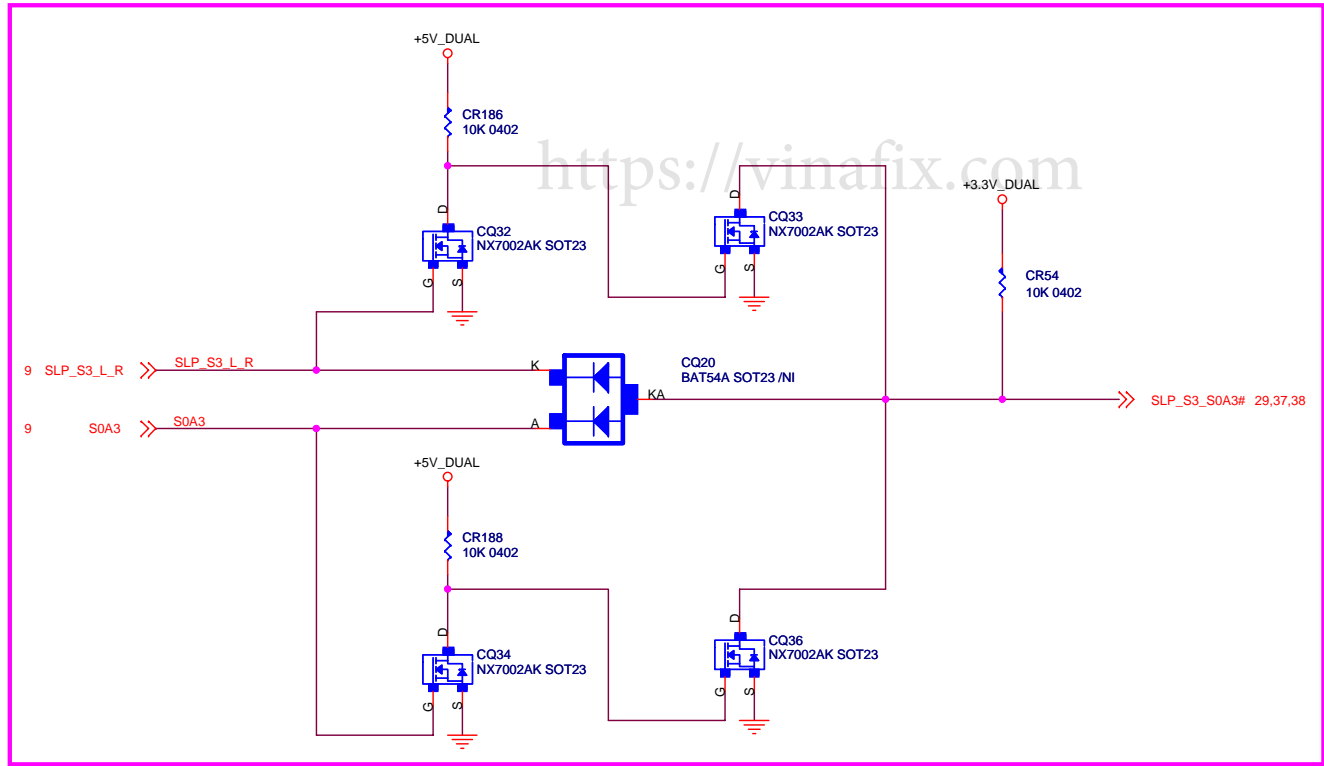 +5V_DUAL
CR186
10K 0402
https://vinafix.com
+3.3V_DUAL
D
CQ32
NX7002AK SOT23
G
S
D
CQ33
NX7002AK SOT23
G
S
CR54
10K 0402
9 SLP_S3_L_R
SLP_S3_L_R
K
CQ20
BAT54A SOT23 /NI
KA
SLP_S3_S0A3# 29,37,38
9 S0A3
S0A3
A
+5V_DUAL
CR188
10K 0402
D
CQ34
NX7002AK SOT23
G
S
D
CQ36
NX7002AK SOT23
G
S